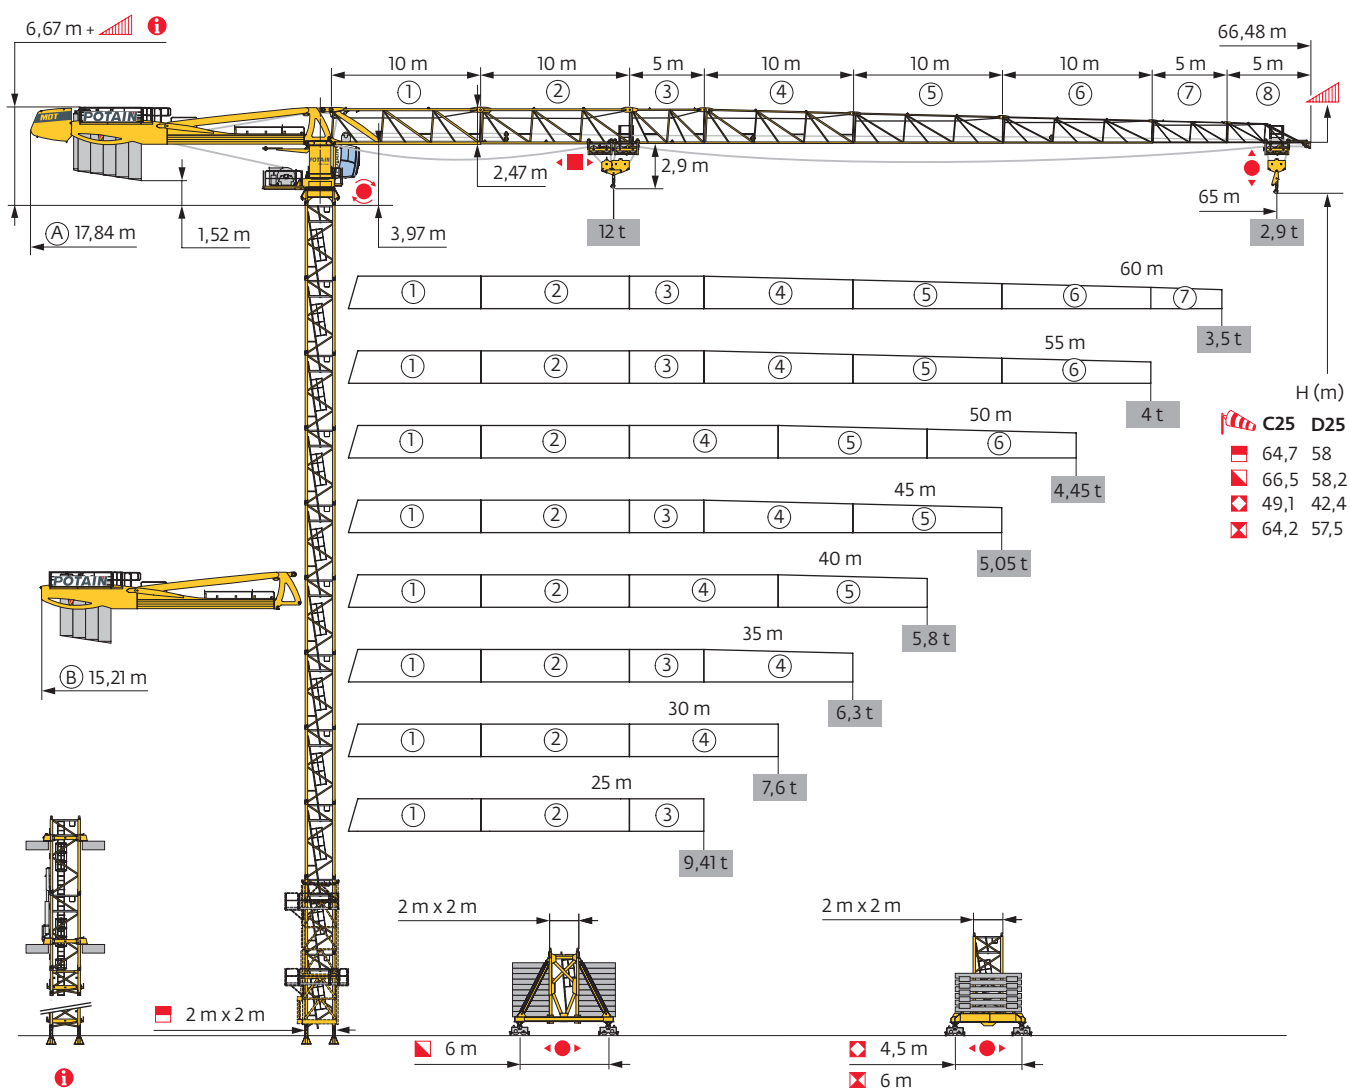 6,67 m + i
66,48 m
10 m 10 m 5 m 10 m 10 m 10 m 5 m 5 m
1 2 3 4 5 6 7 8
MDT POTAIN
POTAIN
2,47 m
2,9 m
65 m
A 17,84 m
1,52 m
3,97 m
12 t
2,9 t
60 m
1 2 3 4 5 6 7
3,5 t
55 m
1 2 3 4 5 6
4 t
H (m)
C25 D25
64,7 58
66,5 58,2
49,1 42,4
64,2 57,5
50 m
1 2 4 5 6
4,45 t
45 m
1 2 3 4 5
5,05 t
40 m
1 2 4 5
5,8 t
POTAIN
B 15,21 m
35 m
1 2 3 4
6,3 t
30 m
1 2 4
7,6 t
25 m
1 2 3
9,41 t
2 m x 2 m
2 m x 2 m
2 m x 2 m
6 m
4,5 m
6 m
i